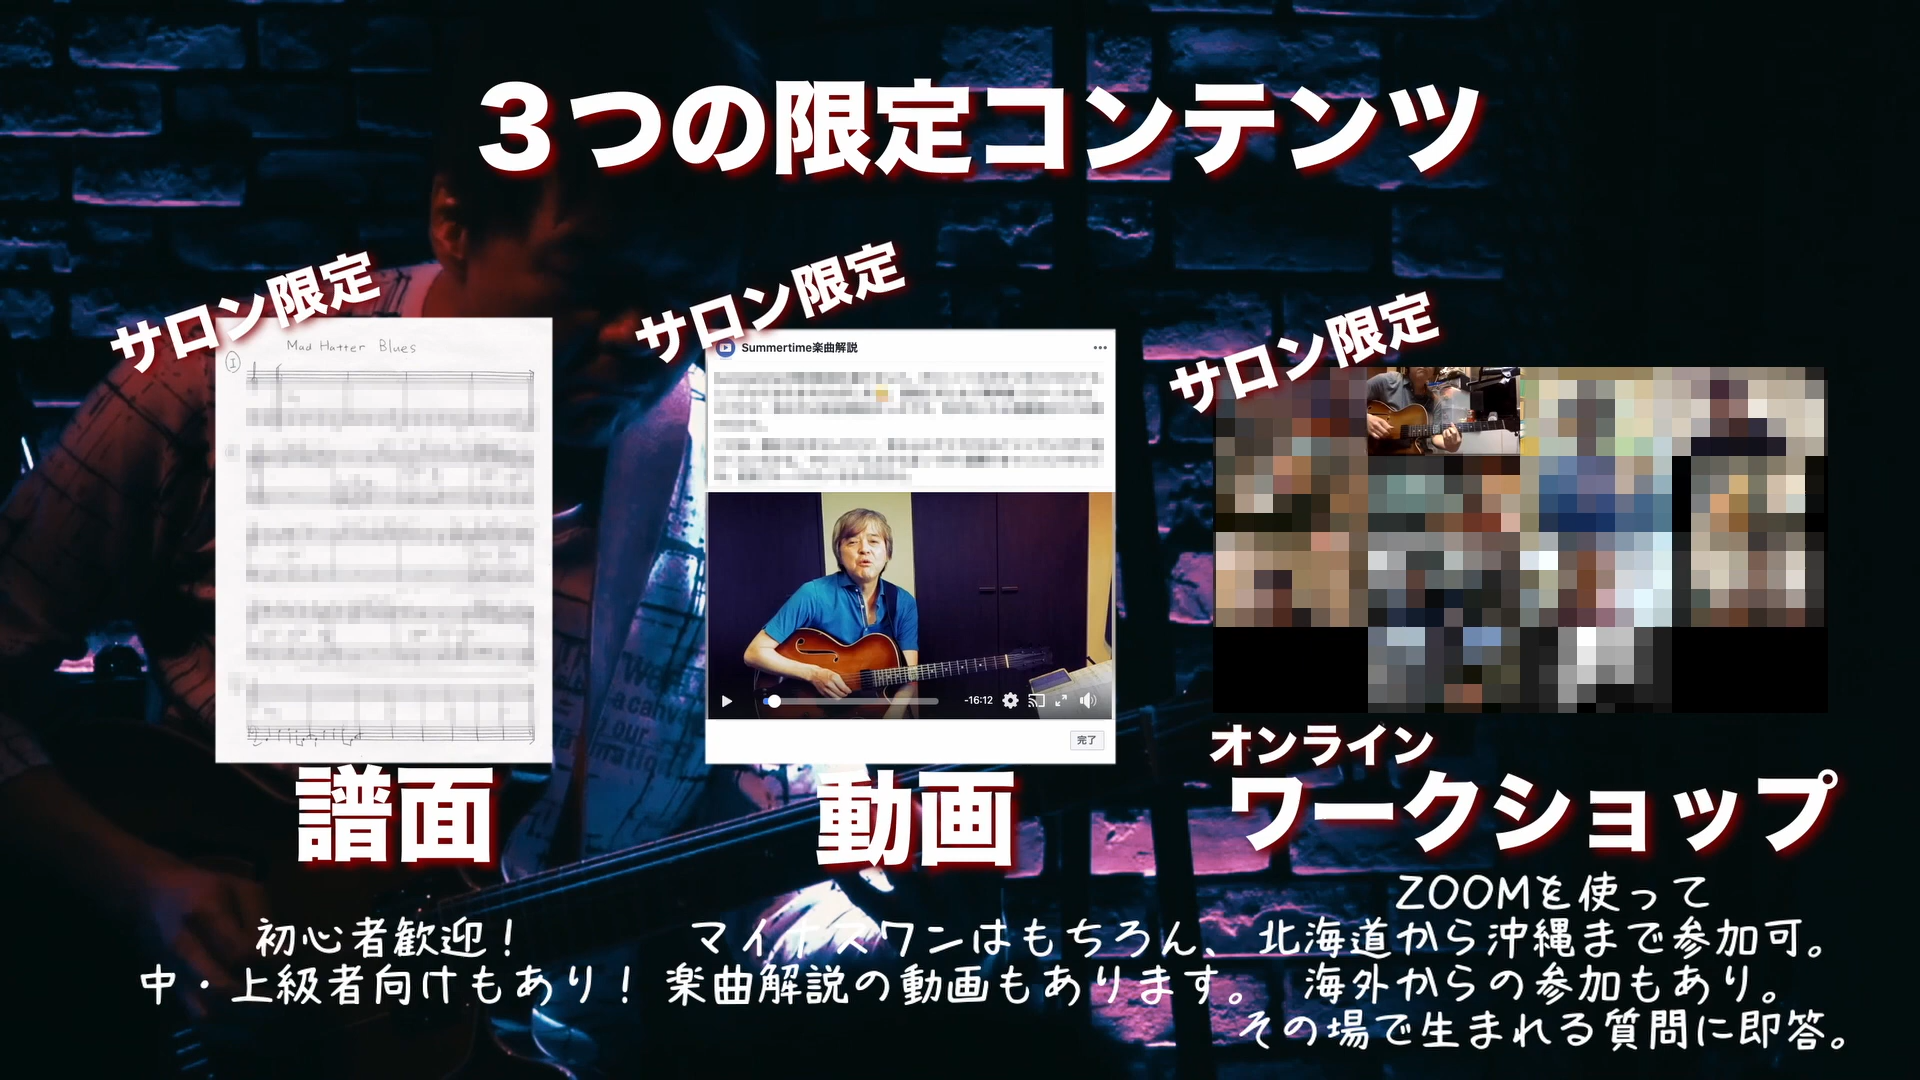 ３つの限定コンテンツ
サロン限定
Mad Hatter Blues
譜面
初心者歓迎！
中・上級者向けもあり！
サロン限定
Summertime楽曲解説
-16:12
完了
動画
マイナスワンはもちろん、
楽曲解説の動画もあります。
サロン限定
オンライン
ワークショップ
ZOOMを使って
北海道から沖縄まで参加可。
海外からの参加もあり。
その場で生まれる質問に即答。